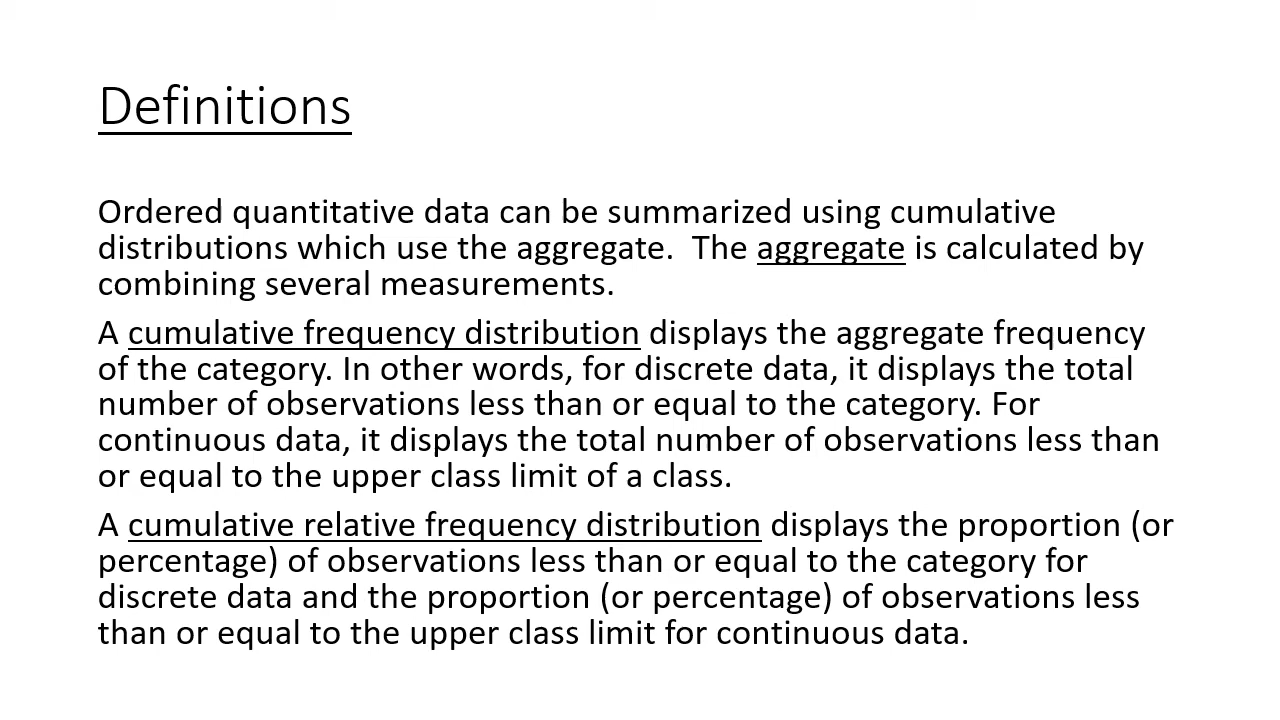 Definitions
Ordered quantitative data can be summarized using cumulative
distributions which use the aggregate.  The aggregate is calculated by
combining several measurements.
A cumulative frequency distribution displays the aggregate frequency
of the category. In other words, for discrete data, it displays the total
number of observations less than or equal to the category. For
continuous data, it displays the total number of observations less than
or equal to the upper class limit of a class.
A cumulative relative frequency distribution displays the proportion (or
percentage) of observations less than or equal to the category for
discrete data and the proportion (or percentage) of observations less
than or equal to the upper class limit for continuous data.